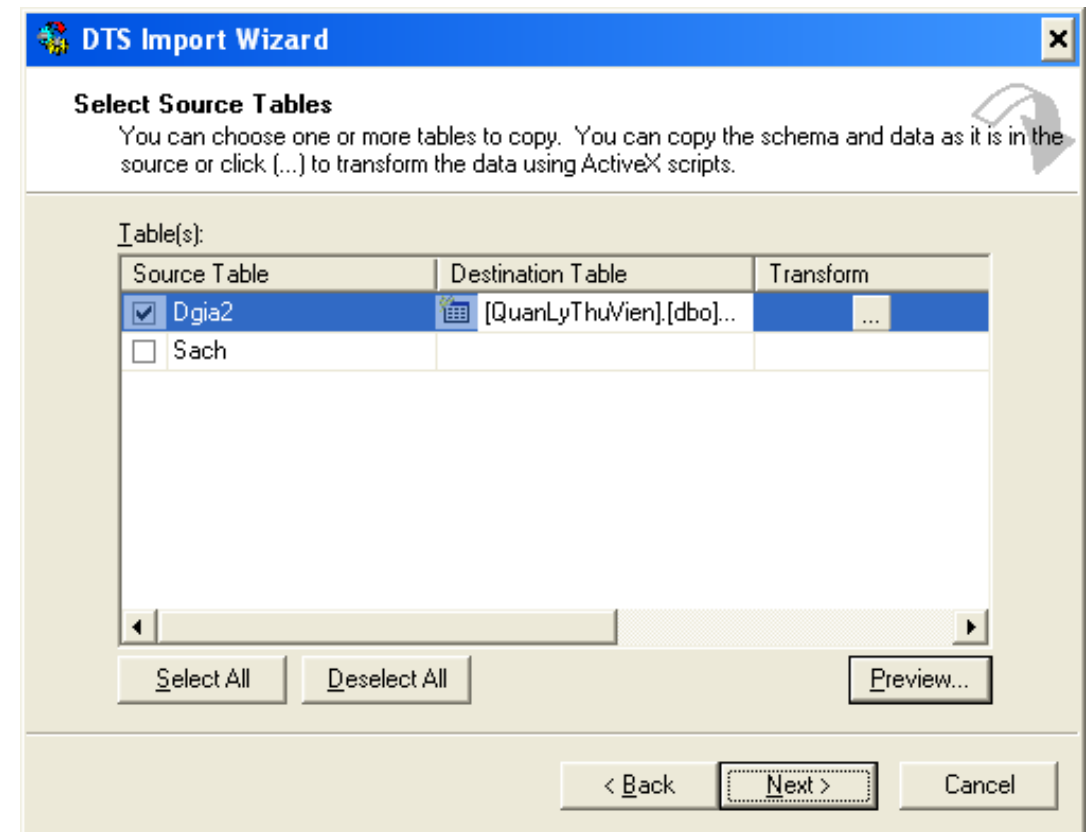 DTS Import Wizard
Select Source Tables
You can choose one or more tables to copy. You can copy the schema and data as it is in the
source or click (...) to transform the data using ActiveX scripts.
Table(s):
Source Table Destination Table Transform
Dgia2 [QuanLyThuVien].[dbo]... ...
Sach
Select All Deselect All Preview...
< Back Next > Cancel